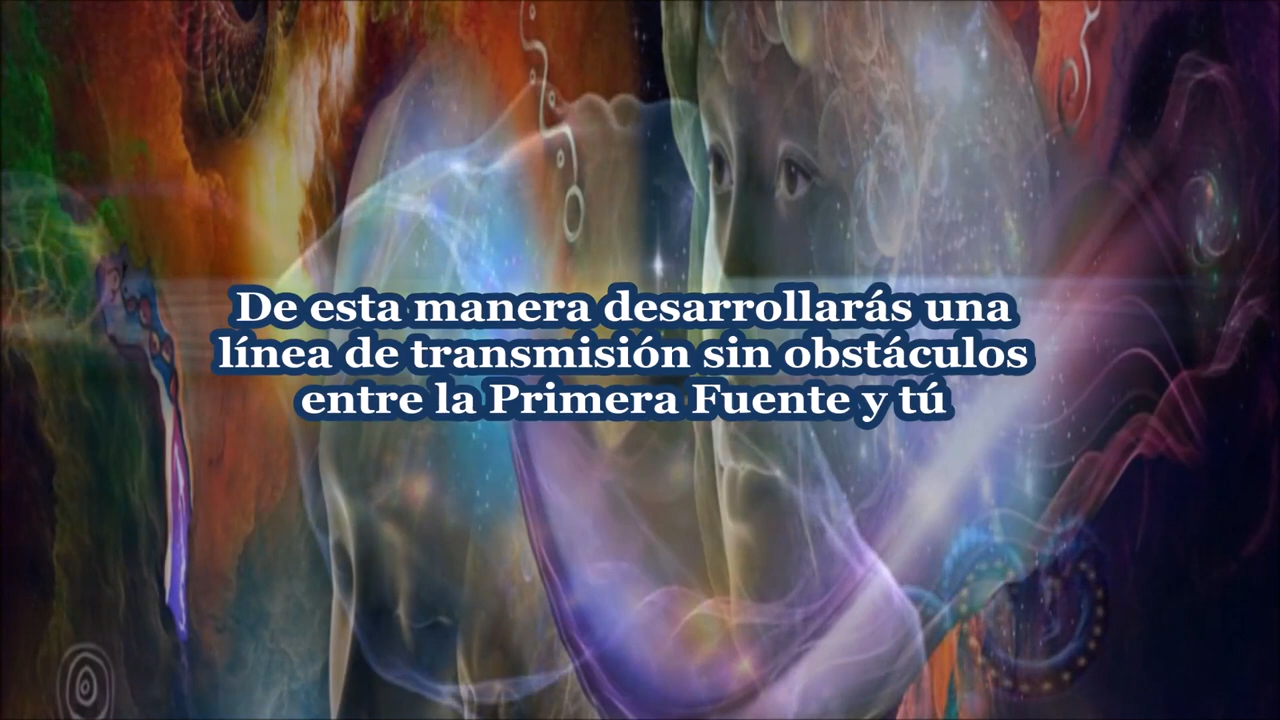 De esta manera desarrollarás una
línea de transmisión sin obstáculos
entre la Primera Fuente y tú